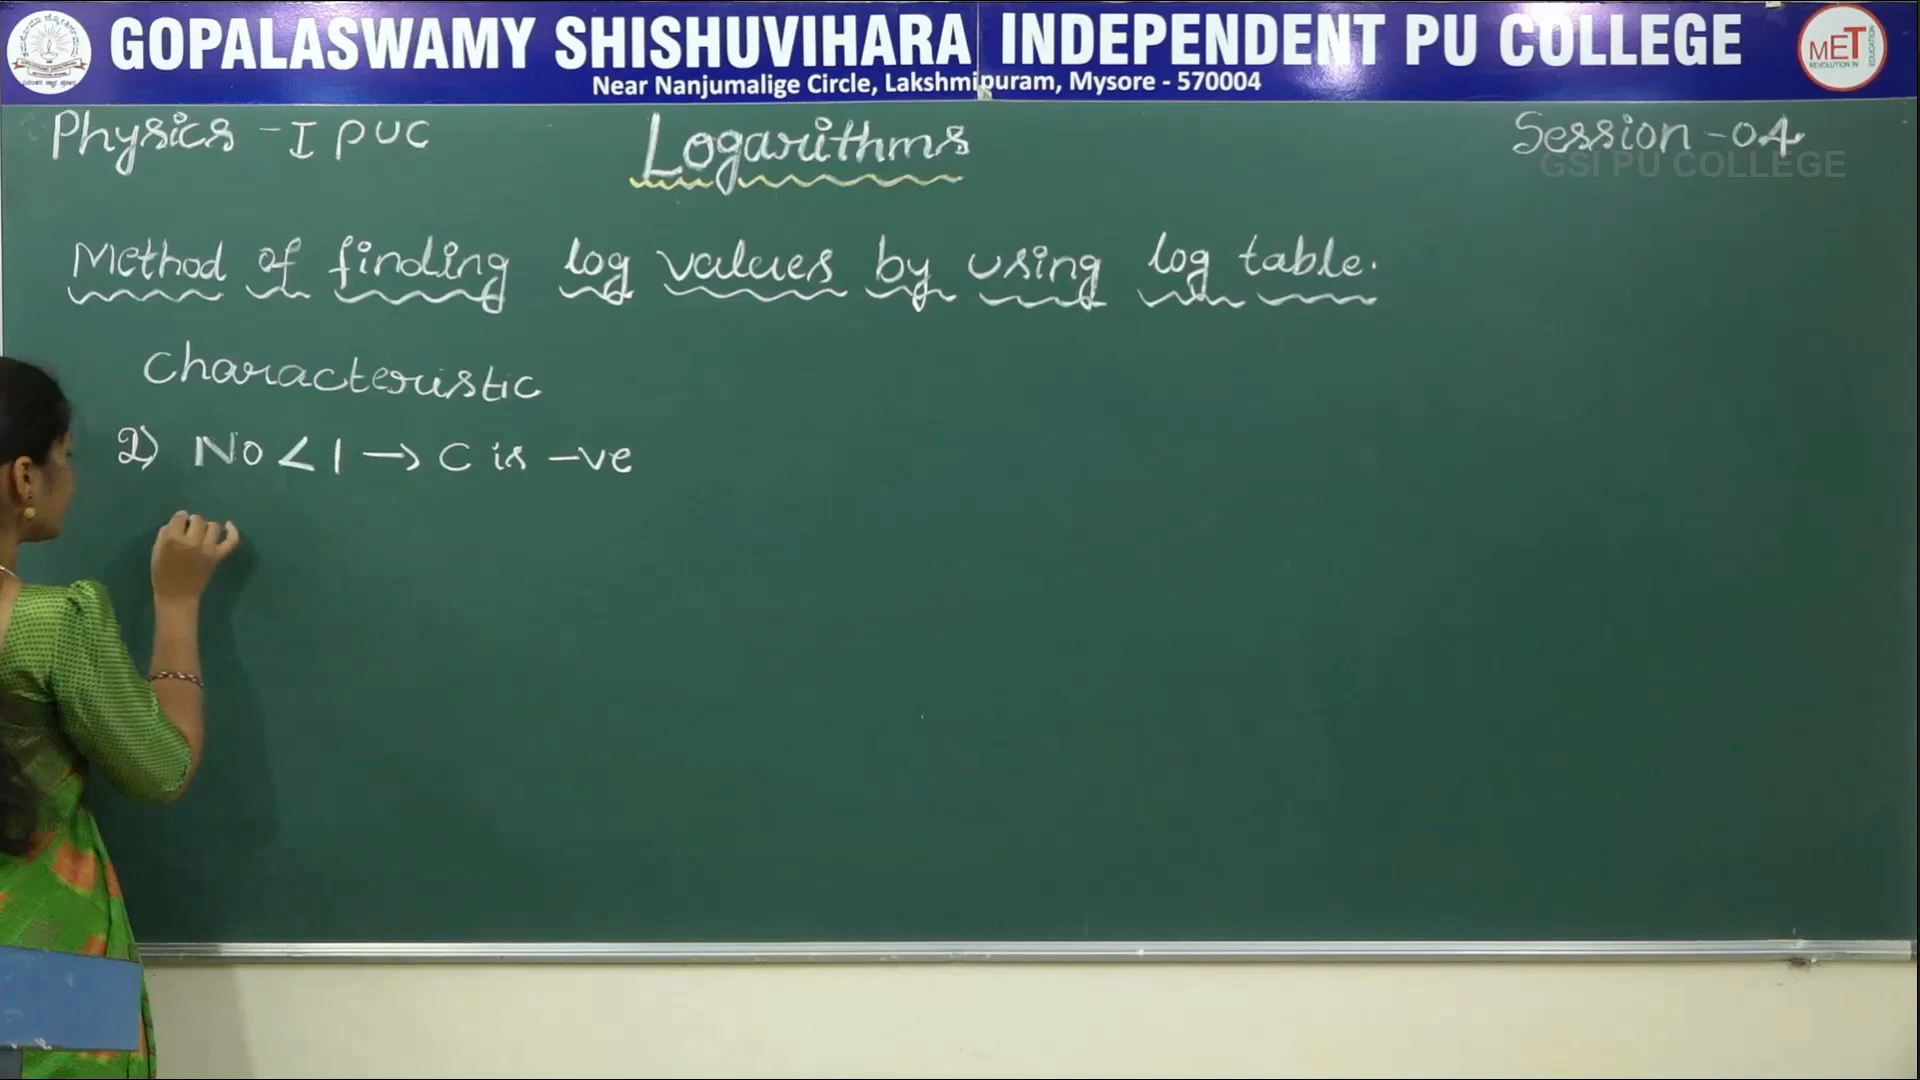 GOPALASWAMY SHISHUVIHARA INDEPENDENT PU COLLEGE
Near Nanjumalige Circle, Lakshmipuram, Mysore - 570004
MET
REVOLUTION IN EDUCATION
Physics - I PUC
Logarithms
Session - 04
GSI PU COLLEGE
Method of finding log values by using log table.
Characteristic
2) No < 1 → C is -ve